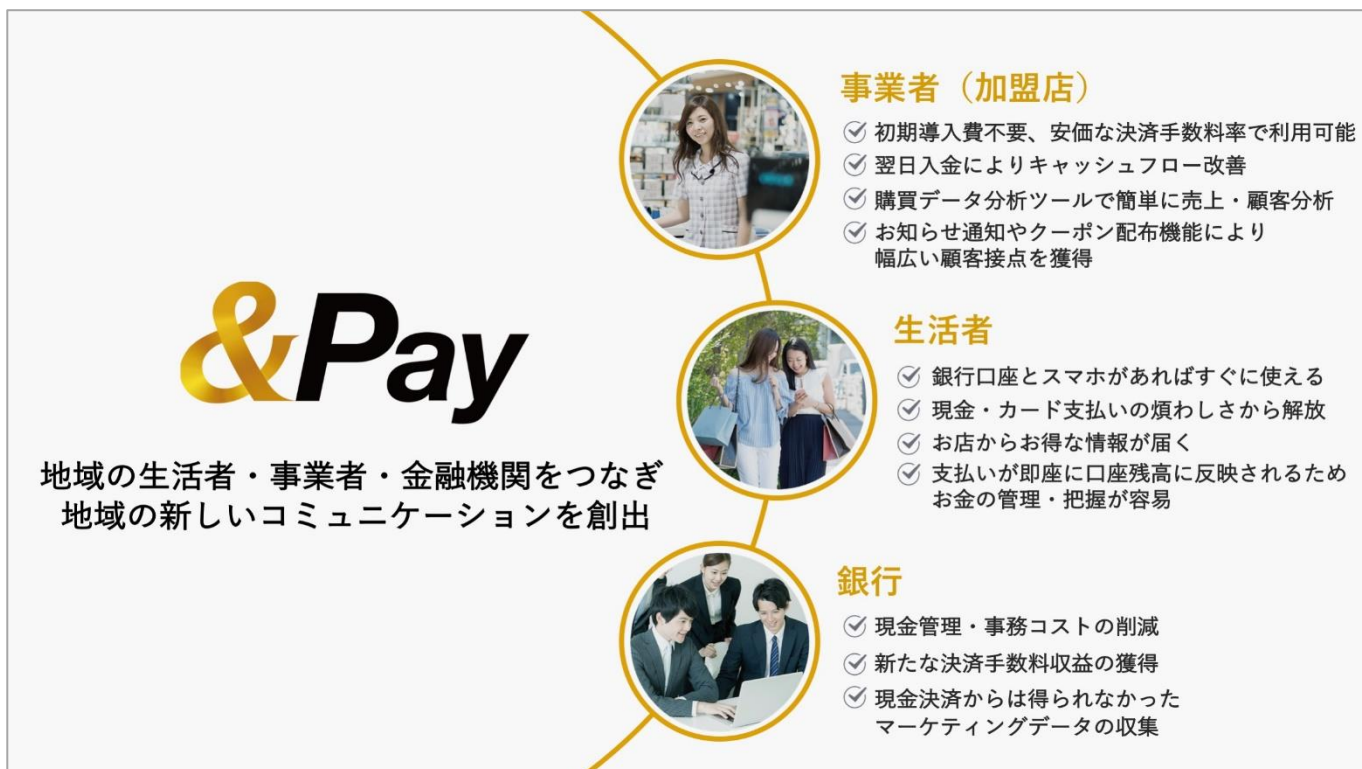 &Pay
地域の生活者・事業者・金融機関をつなぎ
地域の新しいコミュニケーションを創出
事業者（加盟店）
初期導入費不要、安価な決済手数料率で利用可能
翌日入金によりキャッシュフロー改善
購買データ分析ツールで簡単に売上・顧客分析
お知らせ通知やクーポン配布機能により
幅広い顧客接点を獲得
生活者
銀行口座とスマホがあればすぐに使える
現金・カード支払いの煩わしさから解放
お店からお得な情報が届く
支払いが即座に口座残高に反映されるため
お金の管理・把握が容易
銀行
現金管理・事務コストの削減
新たな決済手数料収益の獲得
現金決済からは得られなかった
マーケティングデータの収集